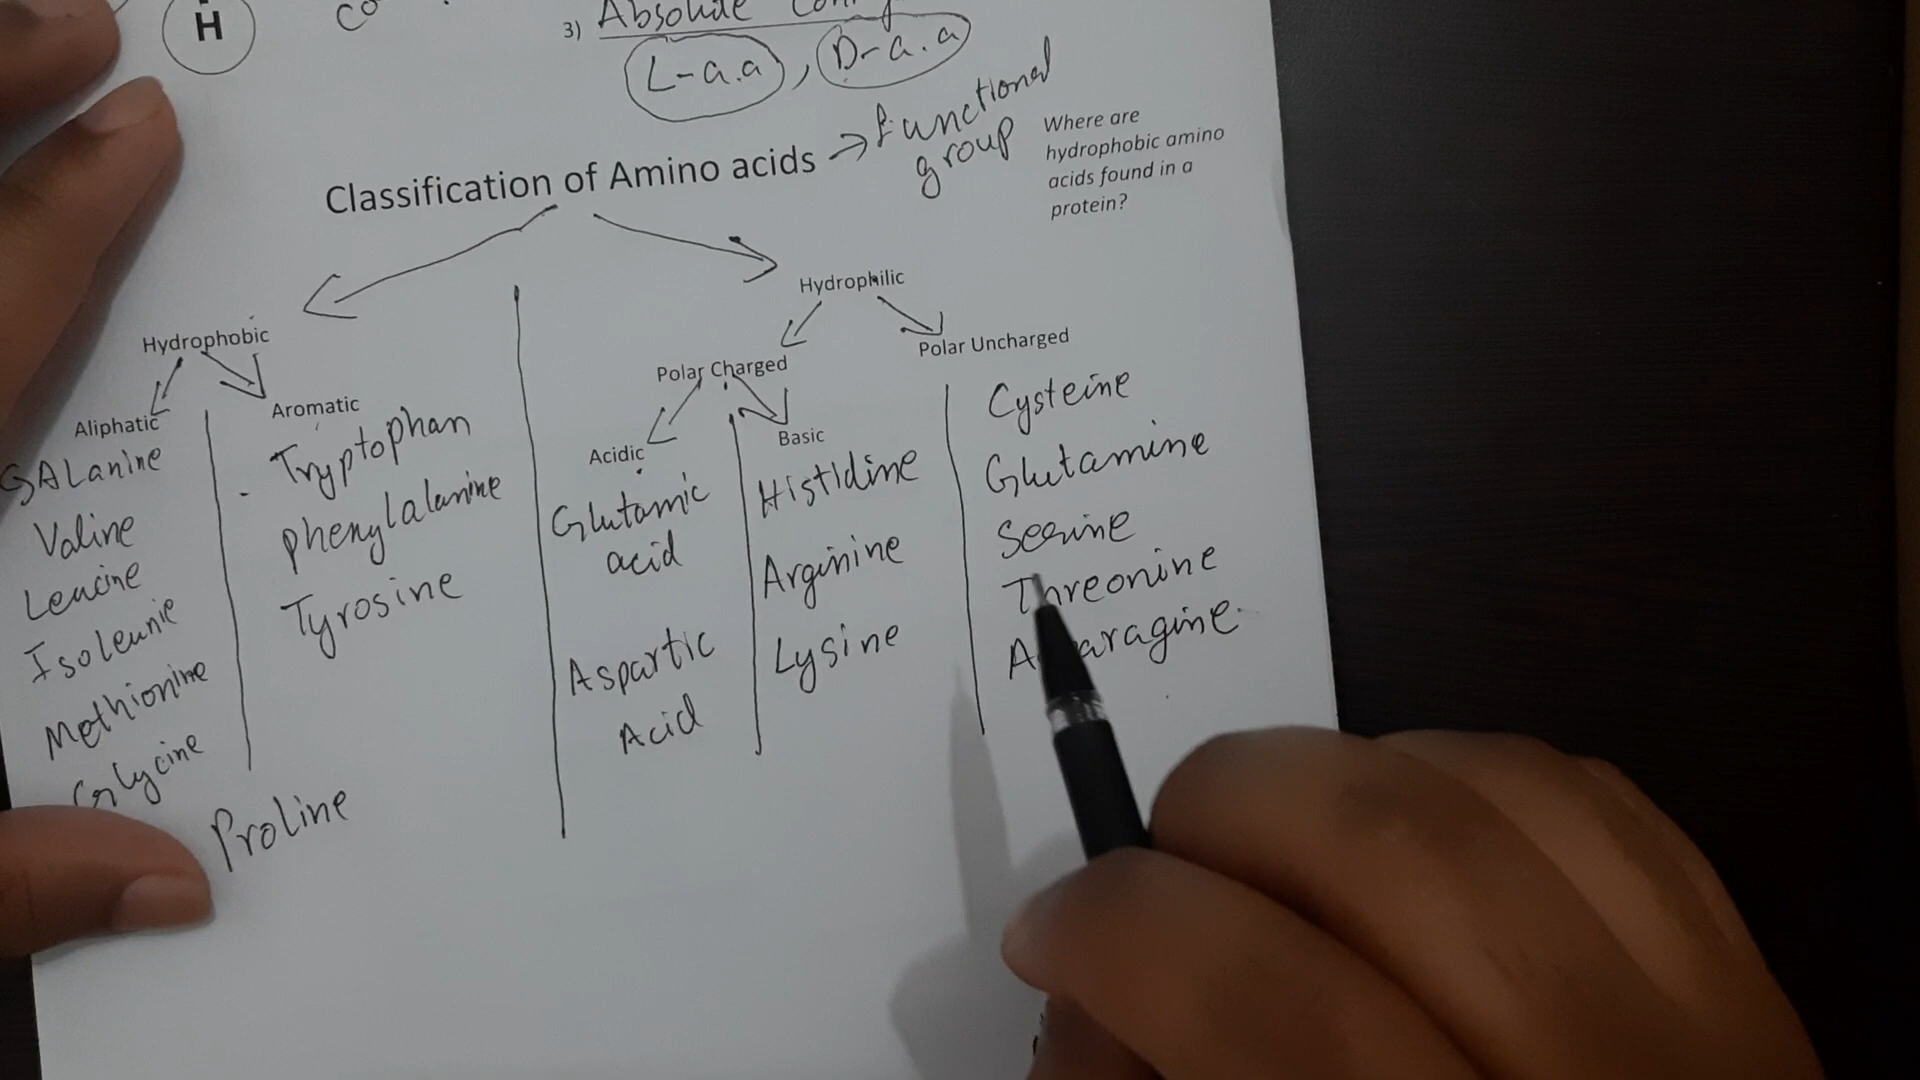 H
3) Absolute
L-a.a, D-a.a
Classification of Amino acids → functional
group
Where are
hydrophobic amino
acids found in a
protein?
Hydrophobic
Hydrophilic
Aliphatic
Aromatic
Polar Charged
Polar Uncharged
Acidic
Basic
ALanine
Valine
Leucine
Isoleunie
Methionine
Glycine
Proline
Tryptophan
phenylalanine
Tyrosine
Glutamic
acid
Aspartic
Acid
Histidine
Arginine
Lysine
Cysteine
Glutamine
Serine
Threonine